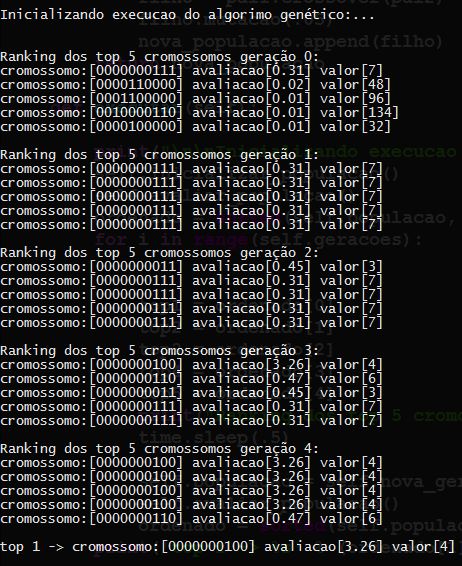 Inicializando execucao do algorimo genético:...
Ranking dos top 5 cromossomos geração 0:
cromossomo:[0000000111] avaliacao[0.31] valor[7]
cromossomo:[0000110000] avaliacao[0.02] valor[48]
cromossomo:[0001100000] avaliacao[0.01] valor[96]
cromossomo:[0010000110] avaliacao[0.01] valor[134]
cromossomo:[0000100000] avaliacao[0.01] valor[32]
Ranking dos top 5 cromossomos geração 1:
cromossomo:[0000000111] avaliacao[0.31] valor[7]
cromossomo:[0000000111] avaliacao[0.31] valor[7]
cromossomo:[0000000111] avaliacao[0.31] valor[7]
cromossomo:[0000000111] avaliacao[0.31] valor[7]
cromossomo:[0000000111] avaliacao[0.31] valor[7]
Ranking dos top 5 cromossomos geração 2:
cromossomo:[0000000011] avaliacao[0.45] valor[3]
cromossomo:[0000000111] avaliacao[0.31] valor[7]
cromossomo:[0000000111] avaliacao[0.31] valor[7]
cromossomo:[0000000111] avaliacao[0.31] valor[7]
cromossomo:[0000000111] avaliacao[0.31] valor[7]
Ranking dos top 5 cromossomos geração 3:
cromossomo:[0000000100] avaliacao[3.26] valor[4]
cromossomo:[0000000110] avaliacao[0.47] valor[6]
cromossomo:[0000000011] avaliacao[0.45] valor[3]
cromossomo:[0000000111] avaliacao[0.31] valor[7]
cromossomo:[0000000111] avaliacao[0.31] valor[7]
Ranking dos top 5 cromossomos geração 4:
cromossomo:[0000000100] avaliacao[3.26] valor[4]
cromossomo:[0000000100] avaliacao[3.26] valor[4]
cromossomo:[0000000100] avaliacao[3.26] valor[4]
cromossomo:[0000000100] avaliacao[3.26] valor[4]
cromossomo:[0000000110] avaliacao[0.47] valor[6]
top 1 -> cromossomo:[0000000100] avaliacao[3.26] valor[4]